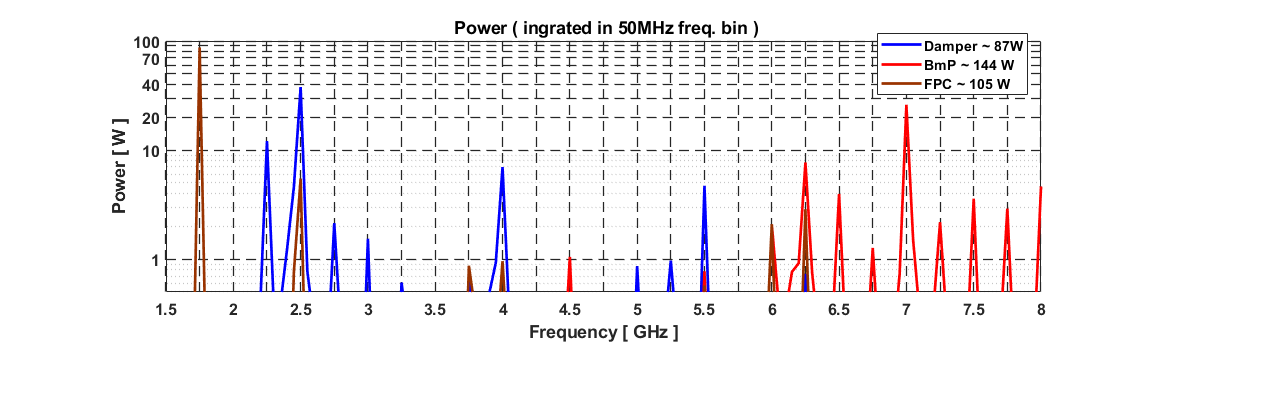 Power ( ingrated in 50MHz freq. bin )
Damper ~ 87W
BmP ~ 144 W
FPC ~ 105 W
Power [ W ]
100
70
40
20
10
1
1.5 2 2.5 3 3.5 4 4.5 5 5.5 6 6.5 7 7.5 8
Frequency [ GHz ]